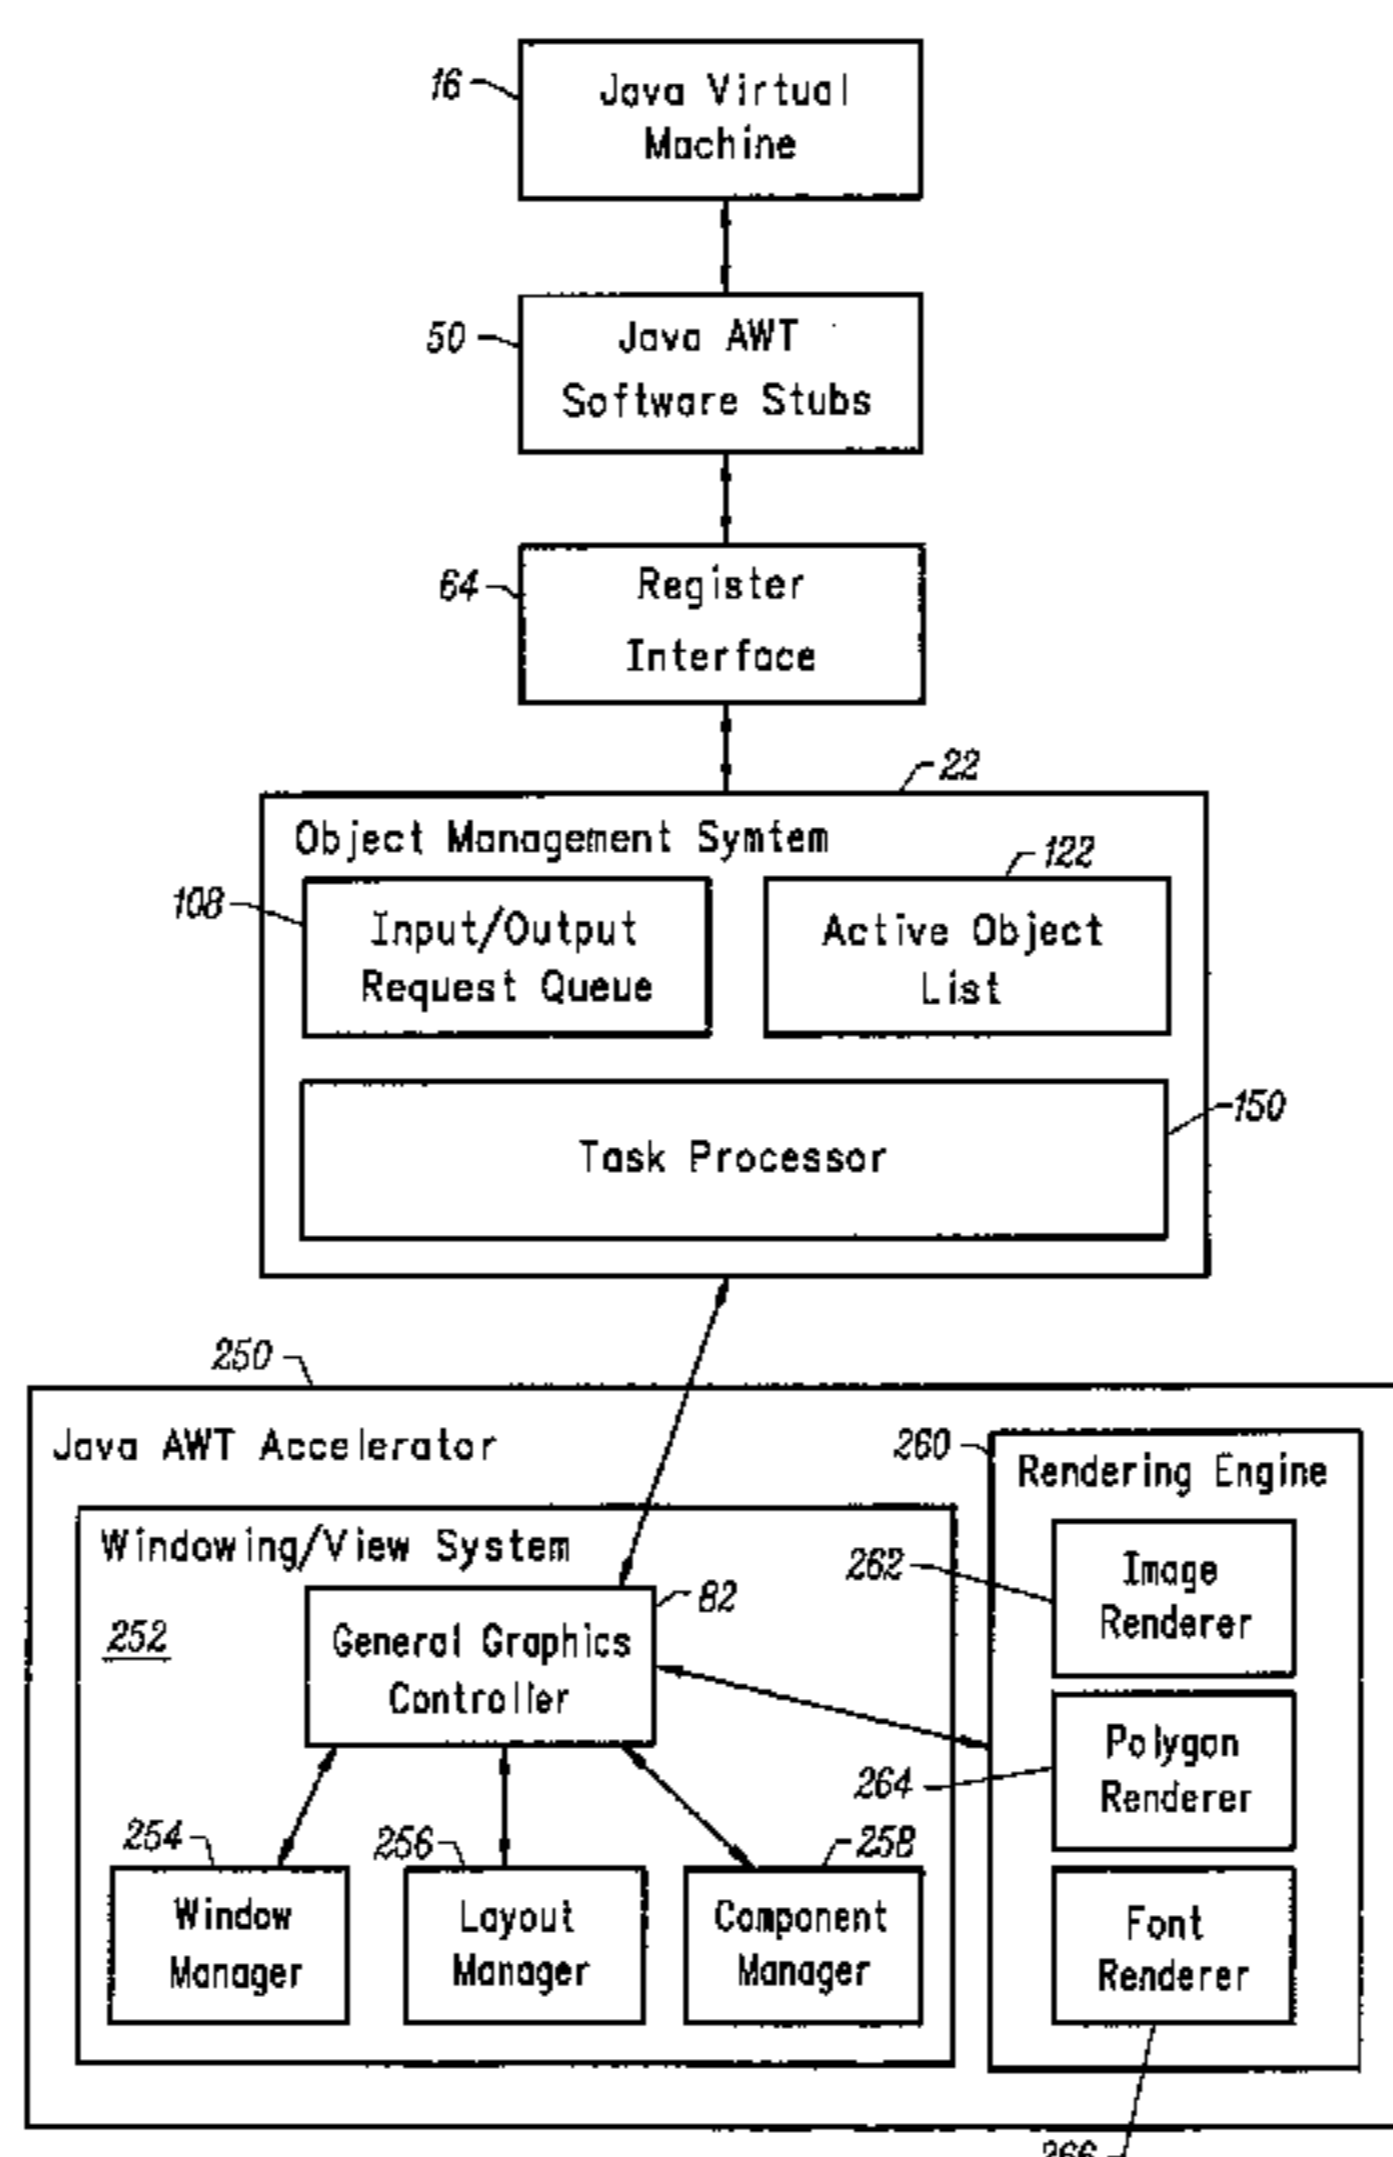 16
Java Virtual
Machine
50
Java AWT
Software Stubs
64
Register
Interface
22
Object Management Symtem
108
Input/Output
Request Queue
122
Active Object
List
150
Task Processor
250
Java AWT Accelerator
260
Rendering Engine
Windowing/View System
252
82
General Graphics
Controller
262
Image
Renderer
264
Polygon
Renderer
254
Window
Manager
256
Layout
Manager
258
Component
Manager
Font
Renderer
266